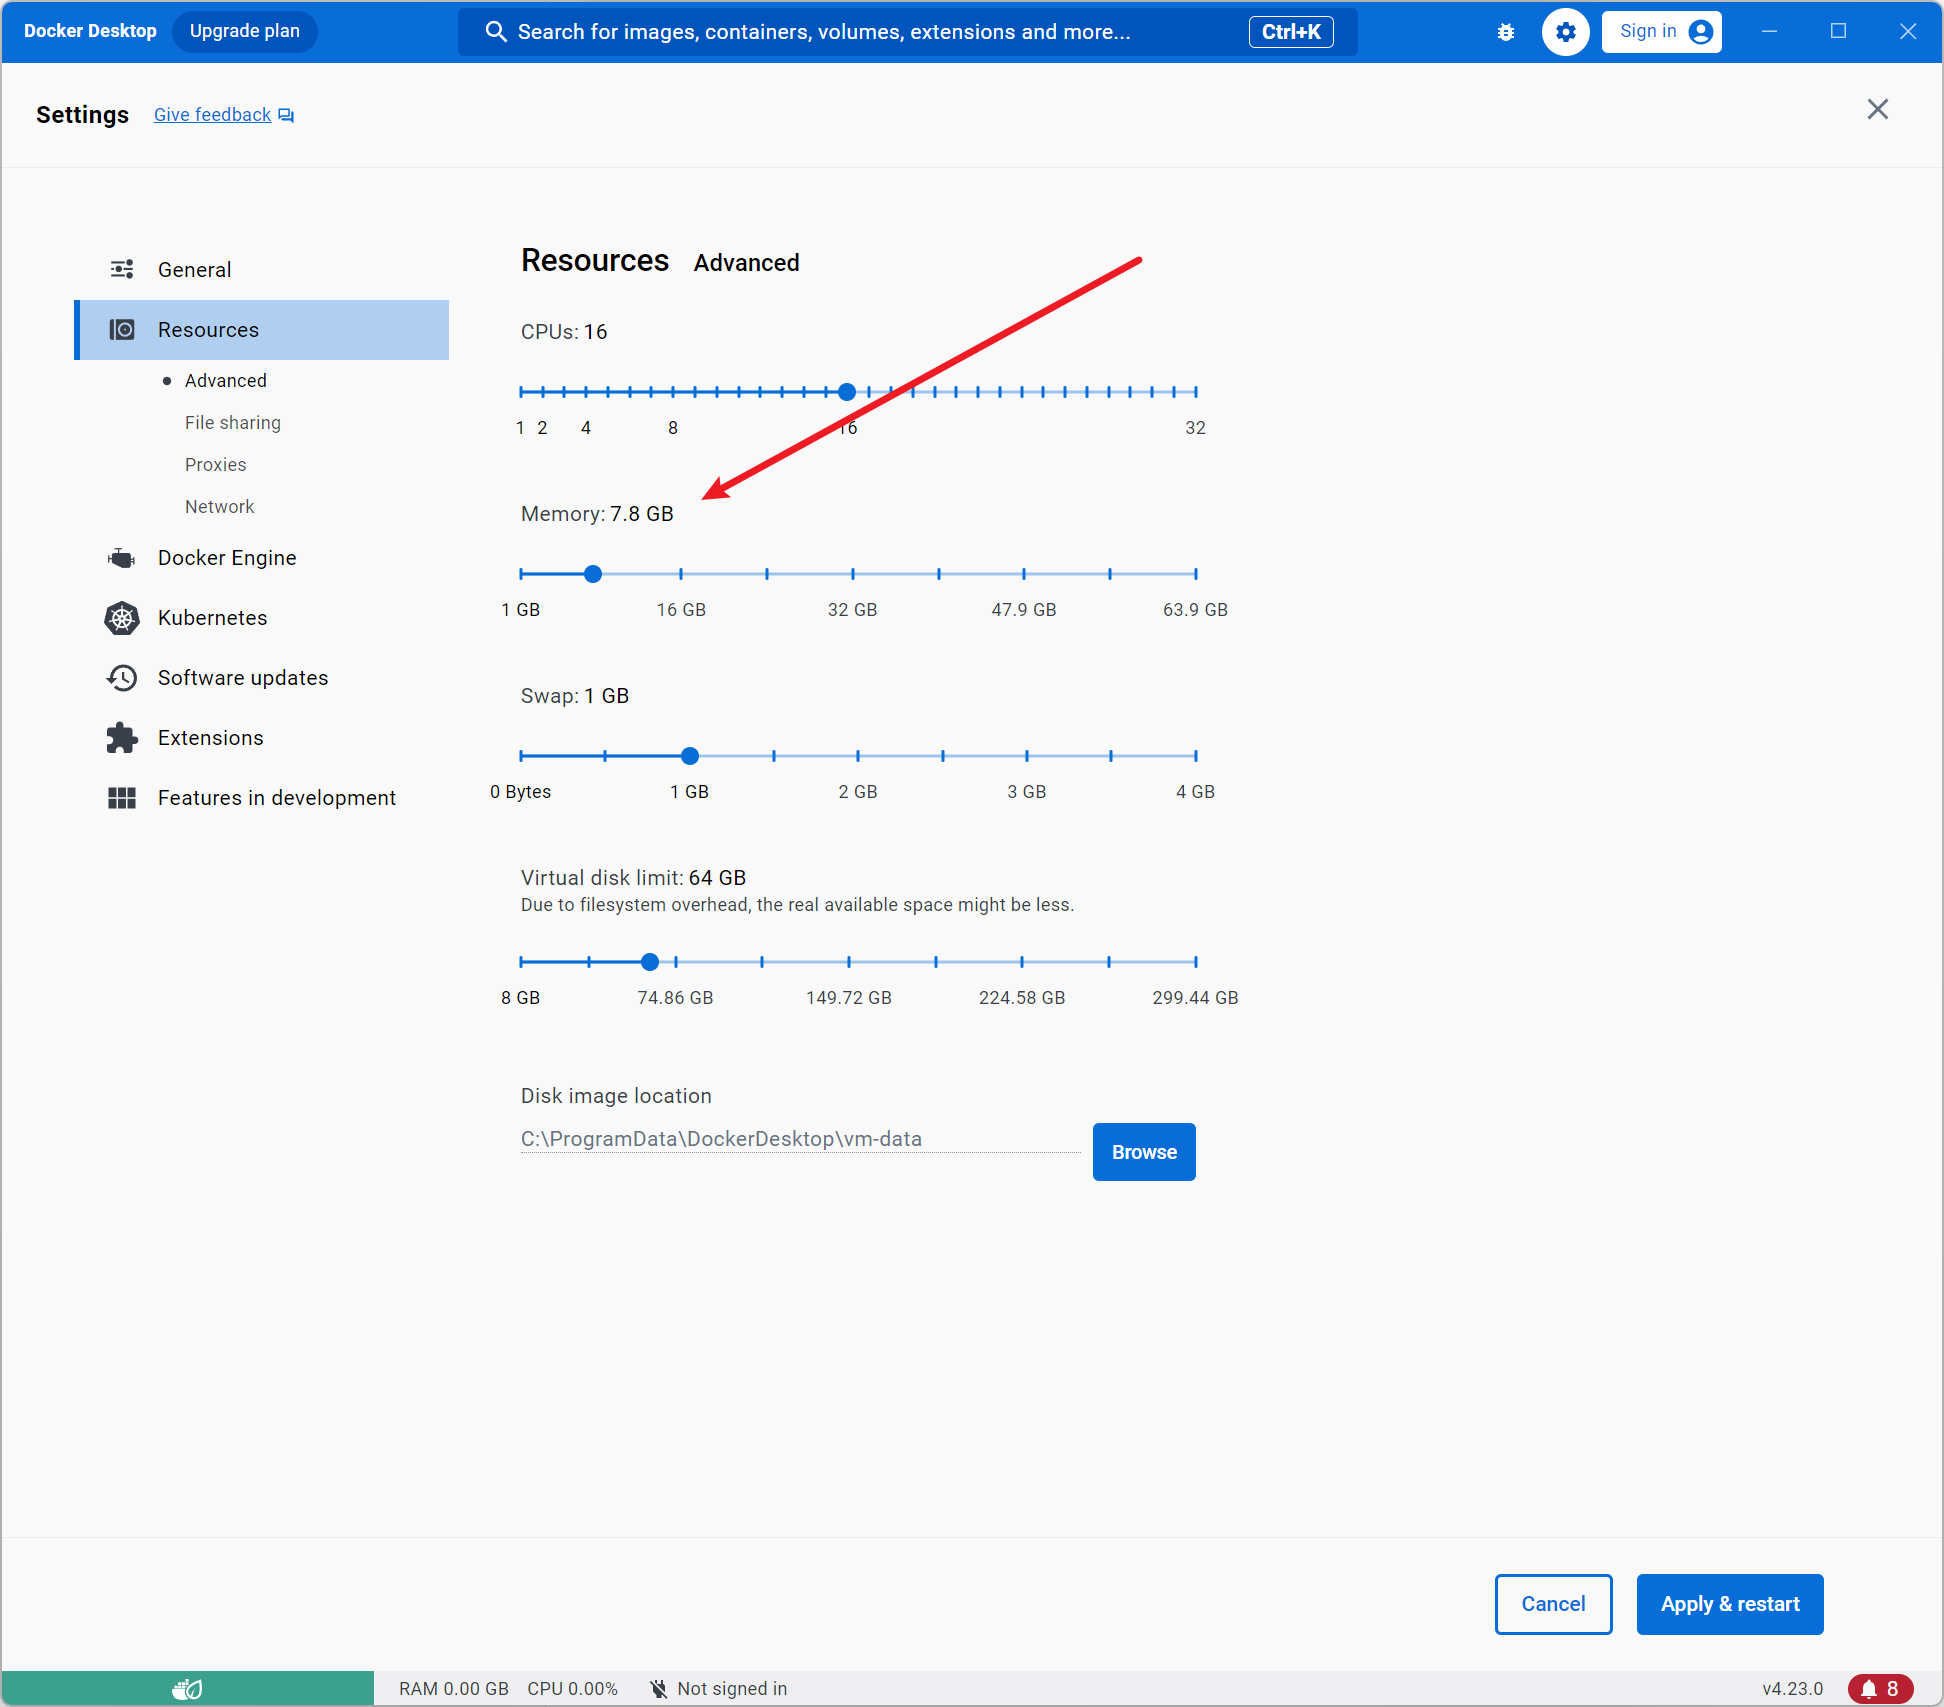 Docker Desktop Upgrade plan Search for images, containers, volumes, extensions and more... Ctrl+K Sign in
Settings Give feedback
General
Resources
Advanced
File sharing
Proxies
Network
Docker Engine
Kubernetes
Software updates
Extensions
Features in development
Resources Advanced
CPUs: 16
1 2 4 8 16 32
Memory: 7.8 GB
1 GB 16 GB 32 GB 47.9 GB 63.9 GB
Swap: 1 GB
0 Bytes 1 GB 2 GB 3 GB 4 GB
Virtual disk limit: 64 GB
Due to filesystem overhead, the real available space might be less.
8 GB 74.86 GB 149.72 GB 224.58 GB 299.44 GB
Disk image location
C:\ProgramData\DockerDesktop\vm-data Browse
Cancel Apply & restart
RAM 0.00 GB CPU 0.00% Not signed in v4.23.0 8